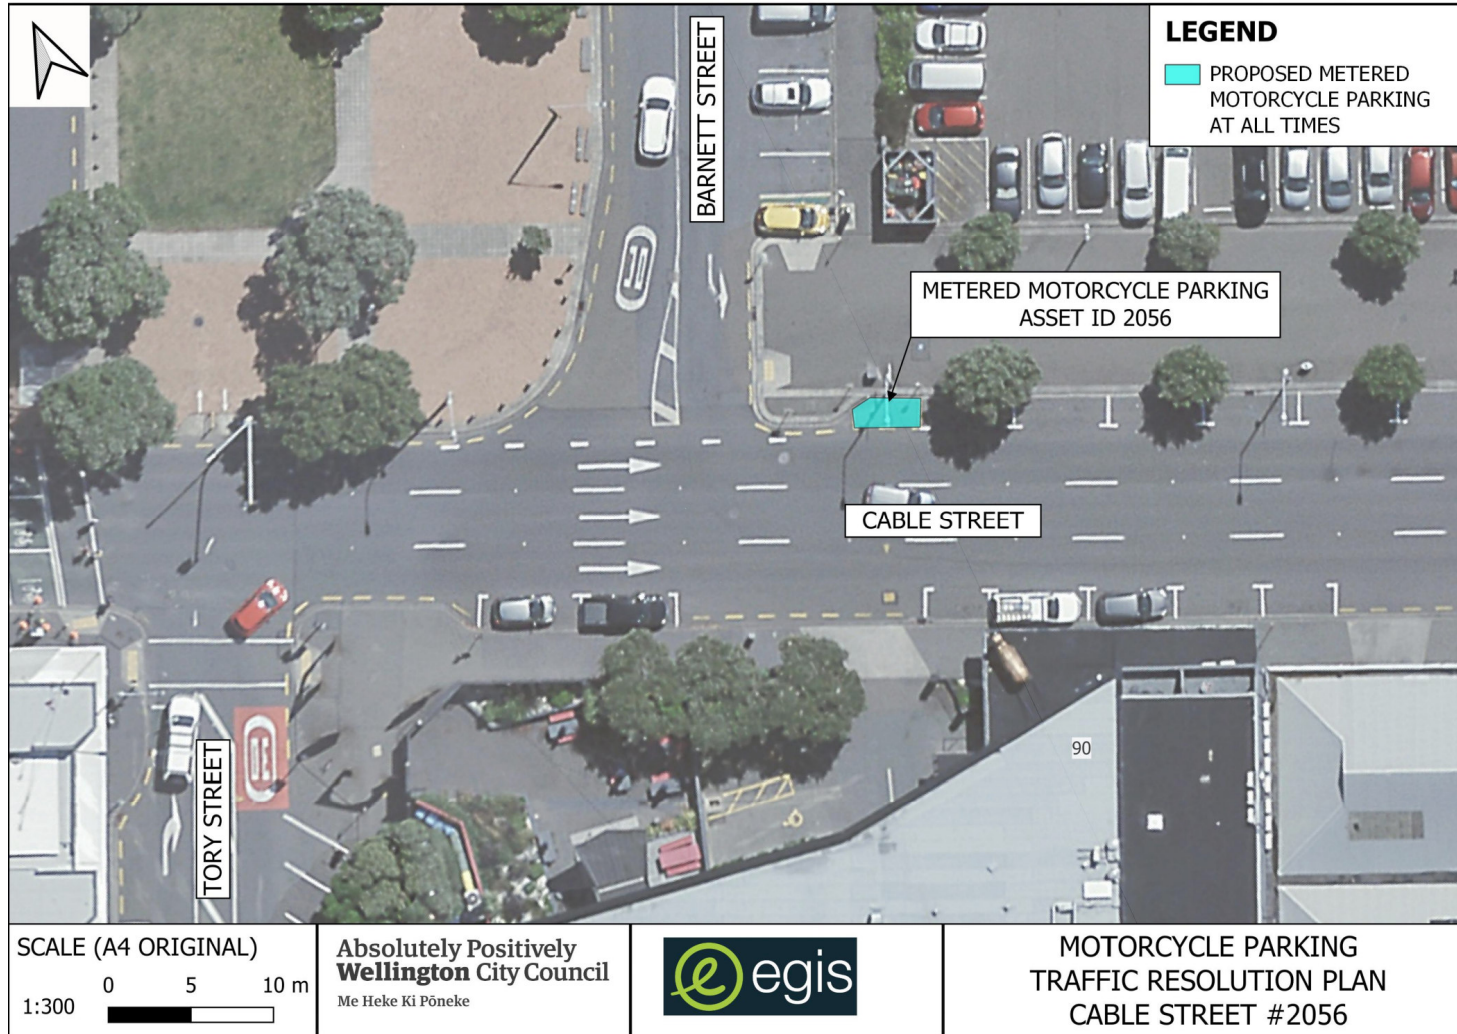 LEGEND
PROPOSED METERED
MOTORCYCLE PARKING
AT ALL TIMES
BARNETT STREET
10
METERED MOTORCYCLE PARKING
ASSET ID 2056
CABLE STREET
TORY STREET
30
90
SCALE (A4 ORIGINAL)
0 5 10 m
1:300
Absolutely Positively
Wellington City Council
Me Heke Ki Pōneke
e egis
MOTORCYCLE PARKING
TRAFFIC RESOLUTION PLAN
CABLE STREET #2056